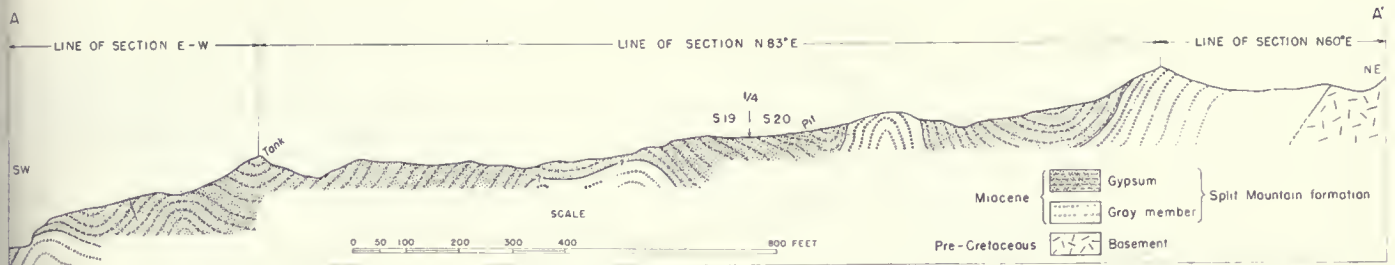 A A'
LINE OF SECTION E-W LINE OF SECTION N 83° E LINE OF SECTION N60°E
NE
1/4
S19 S20 Pit
Tank
SW
Miocene Gypsum Split Mountain formation
Gray member
SCALE
Pre-Cretaceous Basement
0 50 100 200 300 400 800 FEET